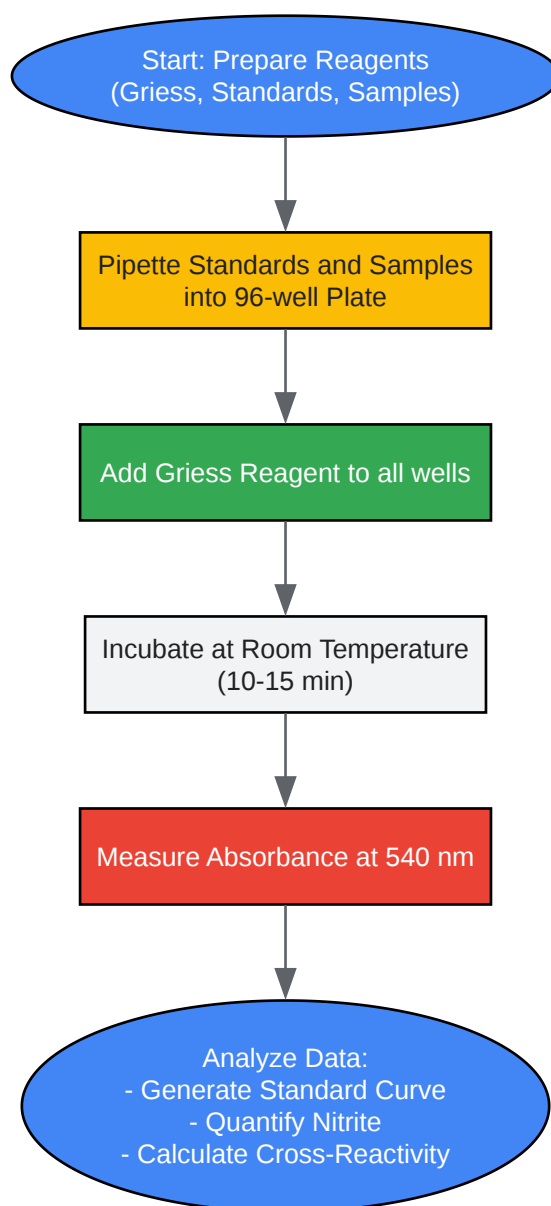 Start: Prepare Reagents
(Griess, Standards, Samples)
Pipette Standards and Samples
into 96-well Plate
Add Griess Reagent to all wells
Incubate at Room Temperature
(10-15 min)
Measure Absorbance at 540 nm
Analyze Data:
- Generate Standard Curve
- Quantify Nitrite
- Calculate Cross-Reactivity